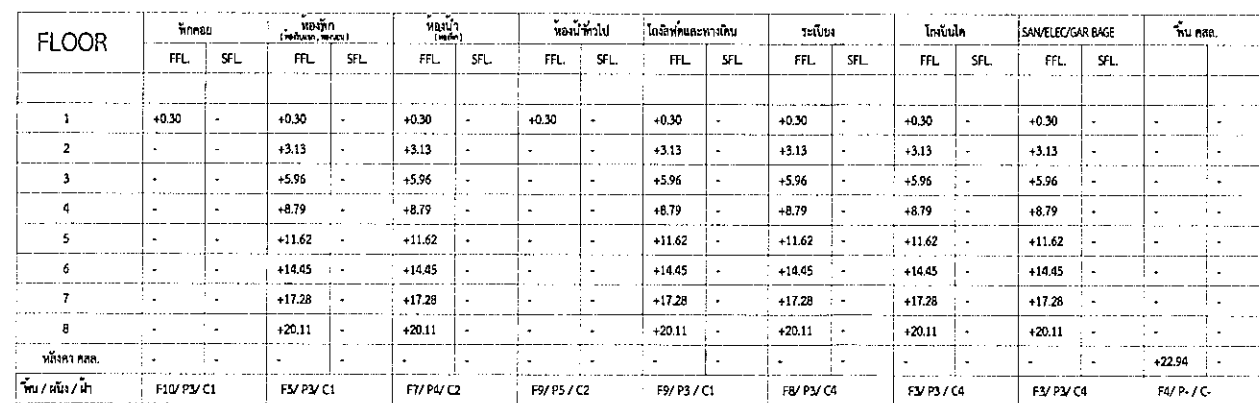 FLOOR พักคอย ห้องพัก ห้องน้ำ ห้องน้ำทั่วไป โถงลิฟต์และทางเดิน ระเบียง โถงบันได SAN/ELEC/GAR BAGE พื้น คสล.
FFL. SFL. FFL. SFL. FFL. SFL. FFL. SFL. FFL. SFL. FFL. SFL. FFL. SFL. FFL. SFL.
1 +0.30 - +0.30 - +0.30 - +0.30 - +0.30 - +0.30 - +0.30 - +0.30 - - -
2 - - +3.13 - +3.13 - - - +3.13 - +3.13 - +3.13 - +3.13 - - -
3 - - +5.96 - +5.96 - - - +5.96 - +5.96 - +5.96 - +5.96 - - -
4 - - +8.79 - +8.79 - - - +8.79 - +8.79 - +8.79 - +8.79 - - -
5 - - +11.62 - +11.62 - - - +11.62 - +11.62 - +11.62 - +11.62 - - -
6 - - +14.45 - +14.45 - - - +14.45 - +14.45 - +14.45 - +14.45 - - -
7 - - +17.28 - +17.28 - - - +17.28 - +17.28 - +17.28 - +17.28 - - -
8 - - +20.11 - +20.11 - - - +20.11 - +20.11 - +20.11 - +20.11 - - -
หลังคา คสล. - - - - - - - - - - - - - - - - +22.94 -
พื้น / ผนัง / ฝ้า F10/ P3/ C1 F5/ P3/ C1 F7/ P4/ C2 F9/ P5 / C2 F9/ P3 / C1 F8/ P3/ C4 F3/ P3 / C4 F3/ P3/ C4 F4/ P- / C-